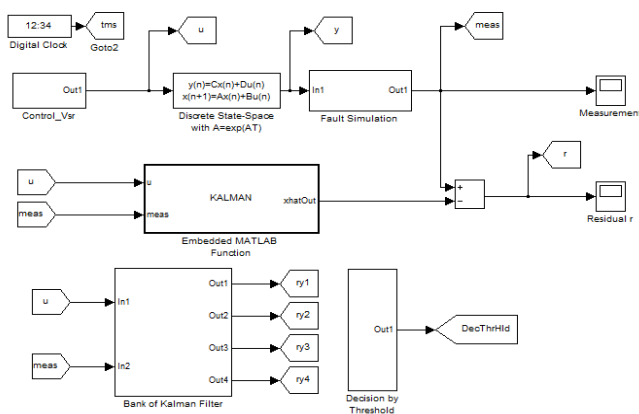 12:34
Digital Clock
tms
Goto2
u
y
meas
Out1
Control_Vsr
y(n)=Cx(n)+Du(n)
x(n+1)=Ax(n)+Bu(n)
Discrete State-Space
with A=exp(AT)
In1
Out1
Fault Simulation
Measuremen
r
u
meas
u
meas
KALMAN
xhatOut
Embedded MATLAB
Function
+
−
Residual r
u
meas
In1
In2
Out1
Out2
Out3
Out4
Bank of Kalman Filter
ry1
ry2
ry3
ry4
Out1
Decision by
Threshold
DecThrHld